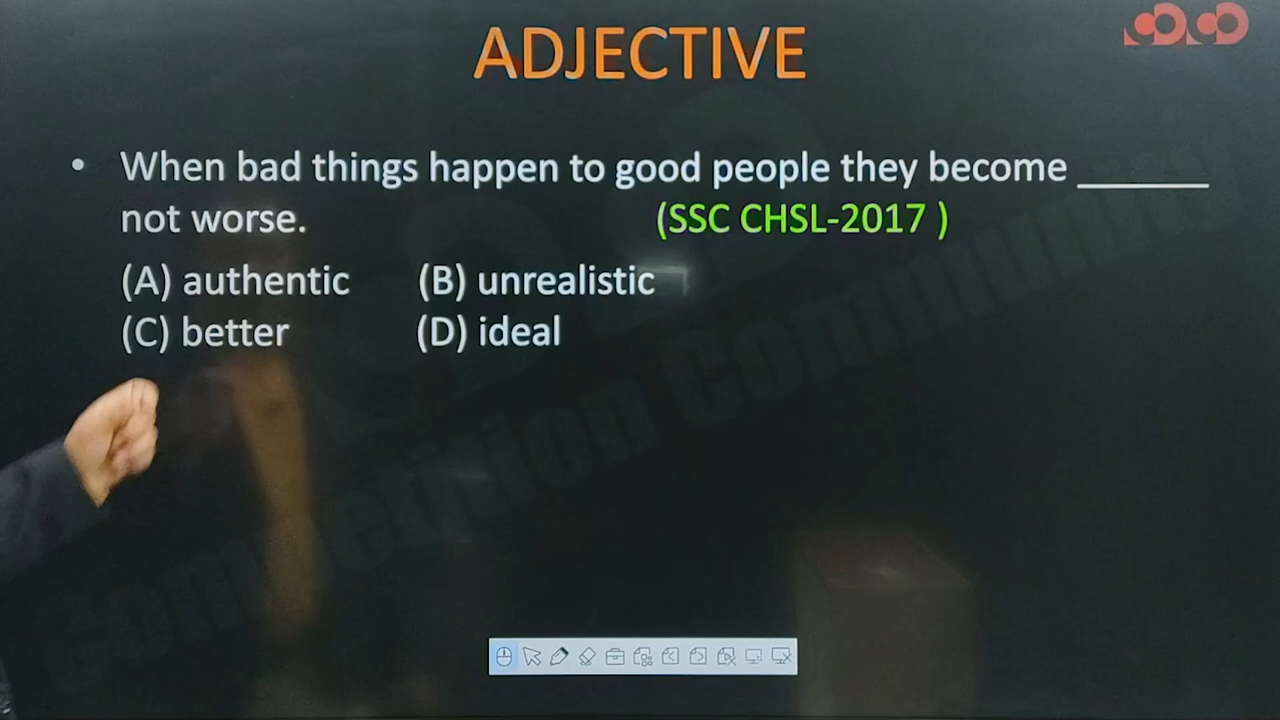 ADJECTIVE
• When bad things happen to good people they become ______
not worse. (SSC CHSL-2017 )
(A) authentic (B) unrealistic
(C) better (D) ideal